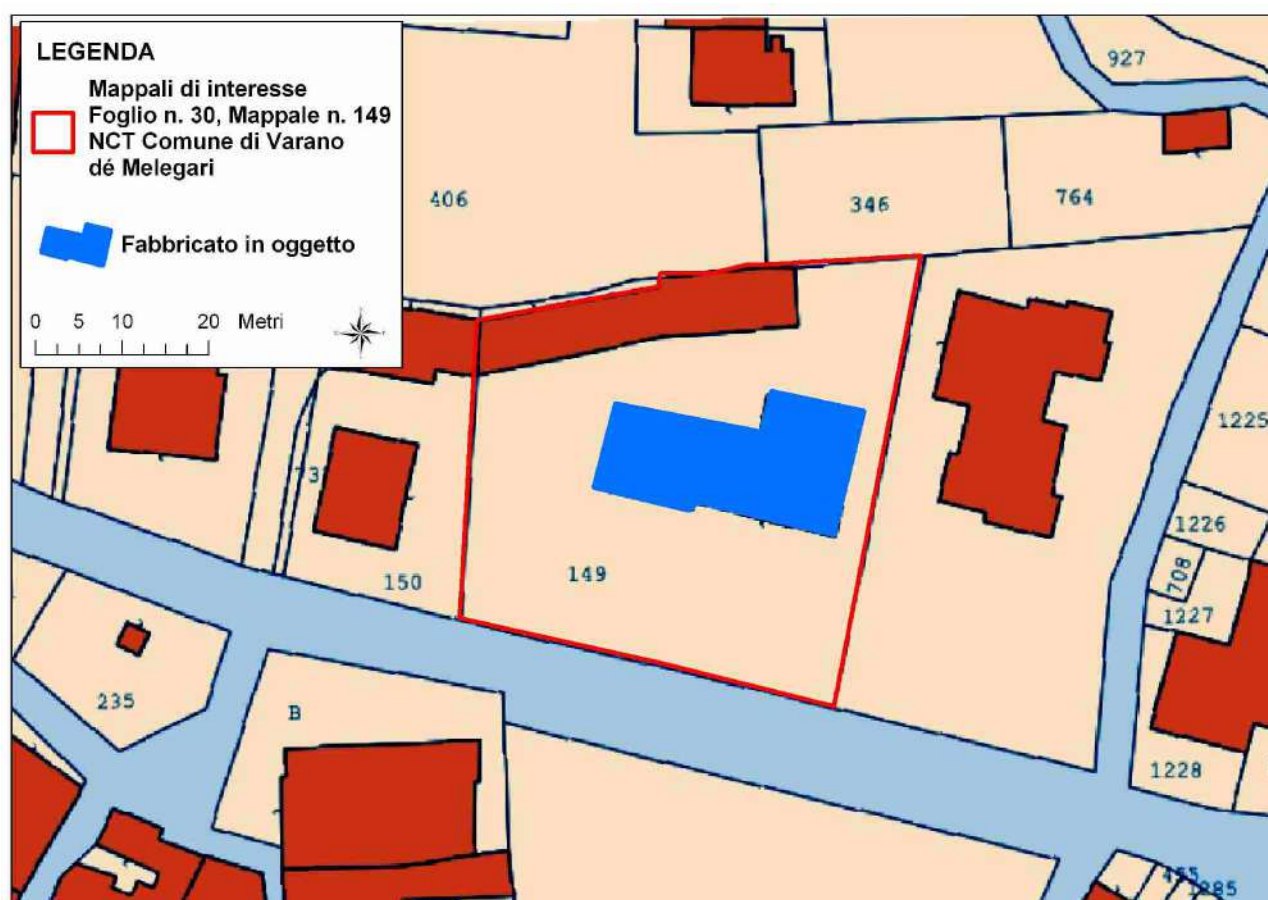 LEGENDA
Mappali di interesse
Foglio n. 30, Mappale n. 149
NCT Comune di Varano
dé Melegari
Fabbricato in oggetto
0 5 10 20 Metri
927
406
346
764
1225
1226
708
1227
150
149
235
B
1228
1285